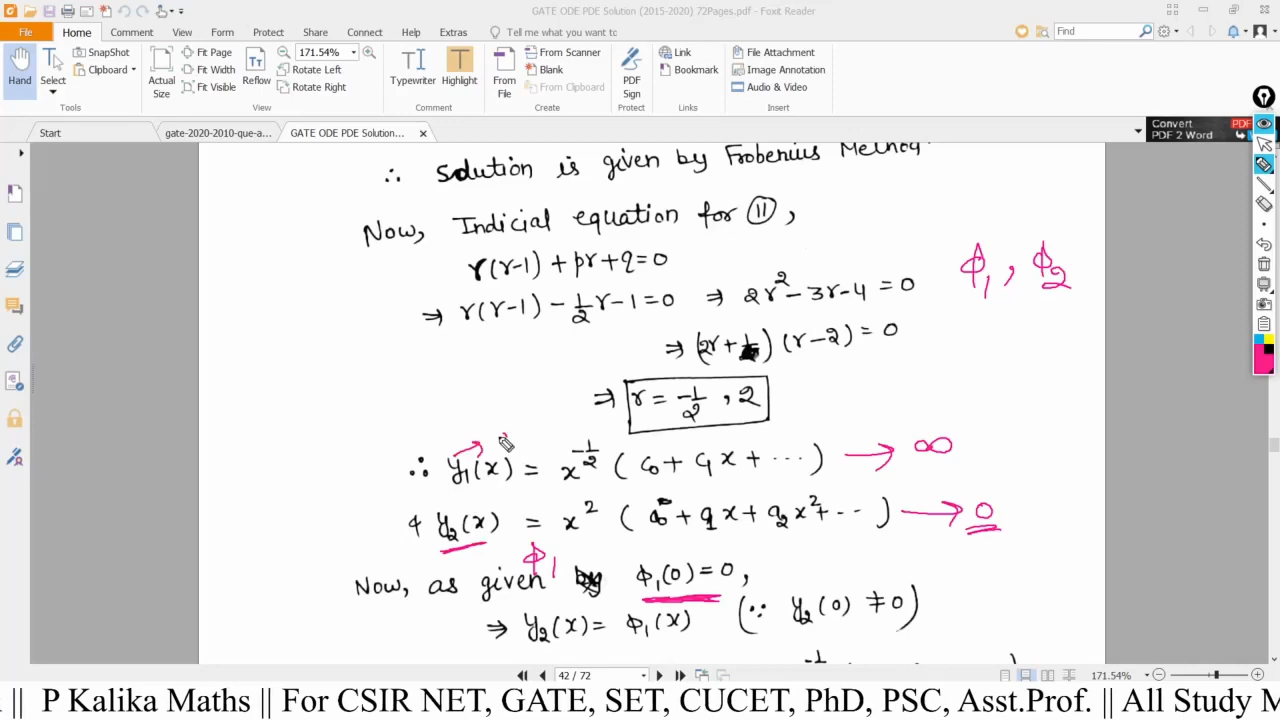 GATE ODE PDE Solution (2015-2020) 72Pages.pdf - Foxit Reader
File Home Comment View Form Protect Share Connect Help Extras Tell me what you want to Find
SnapShot Fit Page 171.54% From Scanner Link File Attachment
Clipboard Fit Width Rotate Left Blank Bookmark Image Annotation
Hand Select Actual Size Fit Visible Reflow Rotate Right Typewriter Highlight From File From Clipboard PDF Sign Audio & Video
Tools View Comment Create Protect Links Insert
Start gate-2020-2010-que-a... GATE ODE PDE Solution...
Convert PDF
PDF 2 Word
∴ Solution is given by Frobenius Method.
Now, Indicial equation for ⑪,
r(r-1) + pr + q = 0
ϕ₁, ϕ₂
⇒ r(r-1) - 1/2 r - 1 = 0 ⇒ 2r² - 3r - 4 = 0
⇒ (r-2) = 0
⇒ r = -1/2, 2
∴ y₁(x) = x^(-1/2) (c₀ + c₁x + ...) → ∞
& y₂(x) = x² (a₀ + a₁x + a₂x² + ...) → 0
ϕ₁
Now, as given ϕ₁(0) = 0,
⇒ y₂(x) = ϕ₁(x) (∵ y₂(0) ≠ 0)
42 / 72 171.54%
|| P Kalika Maths || For CSIR NET, GATE, SET, CUCET, PhD, PSC, Asst.Prof. || All Study M